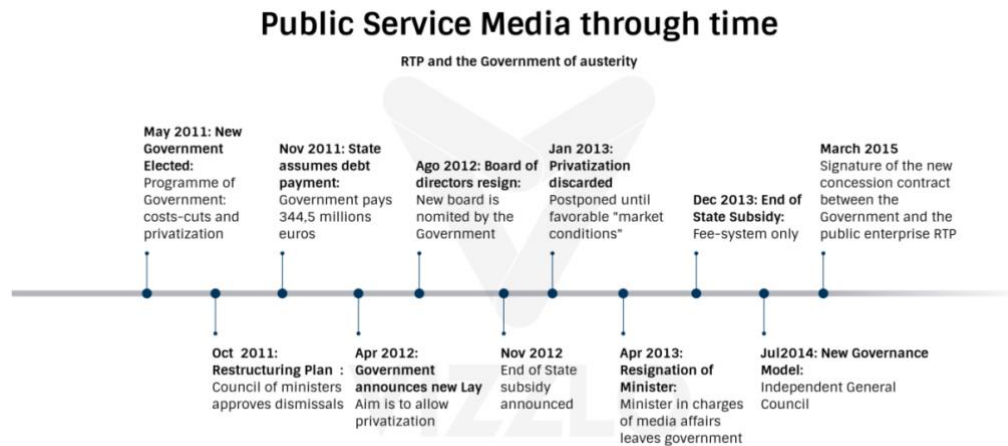 Public Service Media through time
RTP and the Government of austerity
May 2011: New
Government
Elected:
Programme of
Government:
costs-cuts and
privatization
Nov 2011: State
assumes debt
payment:
Government pays
344,5 millions
euros
Ago 2012: Board of
directors resign:
New board is
nomited by the
Government
Jan 2013:
Privatization
discarded
Postponed until
favorable "market
conditions"
Dec 2013: End of
State Subsidy:
Fee-system only
March 2015
Signature of the new
concession contract
between the
Government and the
public enterprise RTP
Oct 2011:
Restructuring Plan :
Council of ministers
approves dismissals
Apr 2012:
Government
announces new Lay
Aim is to allow
privatization
Nov 2012
End of State
subsidy
announced
Apr 2013:
Resignation of
Minister:
Minister in charges
of media affairs
leaves government
Jul2014: New Governance
Model:
Independent General
Council